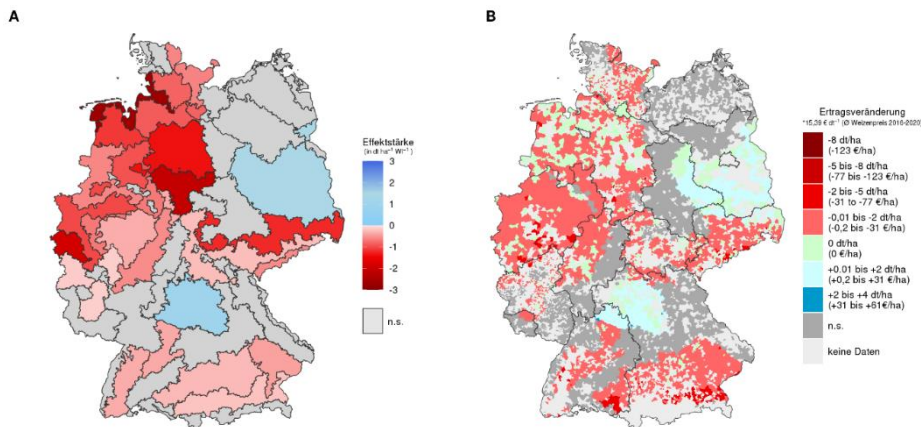 A
Effektstärke
(in dt ha⁻¹ WI⁻¹)
3
2
1
0
-1
-2
-3
n.s.
B
Ertragsveränderung
*15,39 € dt⁻¹ (Ø Weizenpreis 2016-2020)
-8 dt/ha
(-123 €/ha)
-5 bis -8 dt/ha
(-77 bis -123 €/ha)
-2 bis -5 dt/ha
(-31 to -77 €/ha)
-0,01 bis -2 dt/ha
(-0,2 bis -31 €/ha)
0 dt/ha
(0 €/ha)
+0.01 bis +2 dt/ha
(+0,2 bis +31 €/ha)
+2 bis +4 dt/ha
(+31 bis +61€/ha)
n.s.
keine Daten